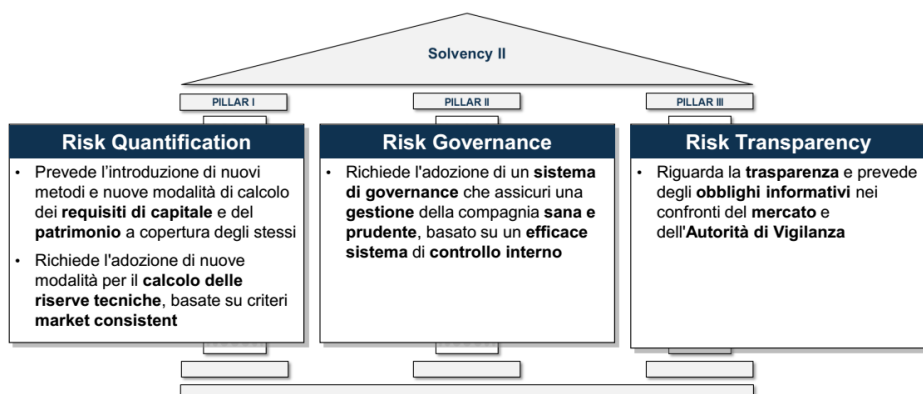 Solvency II
PILLAR I
PILLAR II
PILLAR III
Risk Quantification
• Prevede l'introduzione di nuovi
metodi e nuove modalità di calcolo
dei requisiti di capitale e del
patrimonio a copertura degli stessi
• Richiede l'adozione di nuove
modalità per il calcolo delle
riserve tecniche, basate su criteri
market consistent
Risk Governance
• Richiede l'adozione di un sistema
di governance che assicuri una
gestione della compagnia sana e
prudente, basato su un efficace
sistema di controllo interno
Risk Transparency
• Riguarda la trasparenza e prevede
degli obblighi informativi nei
confronti del mercato e
dell'Autorità di Vigilanza